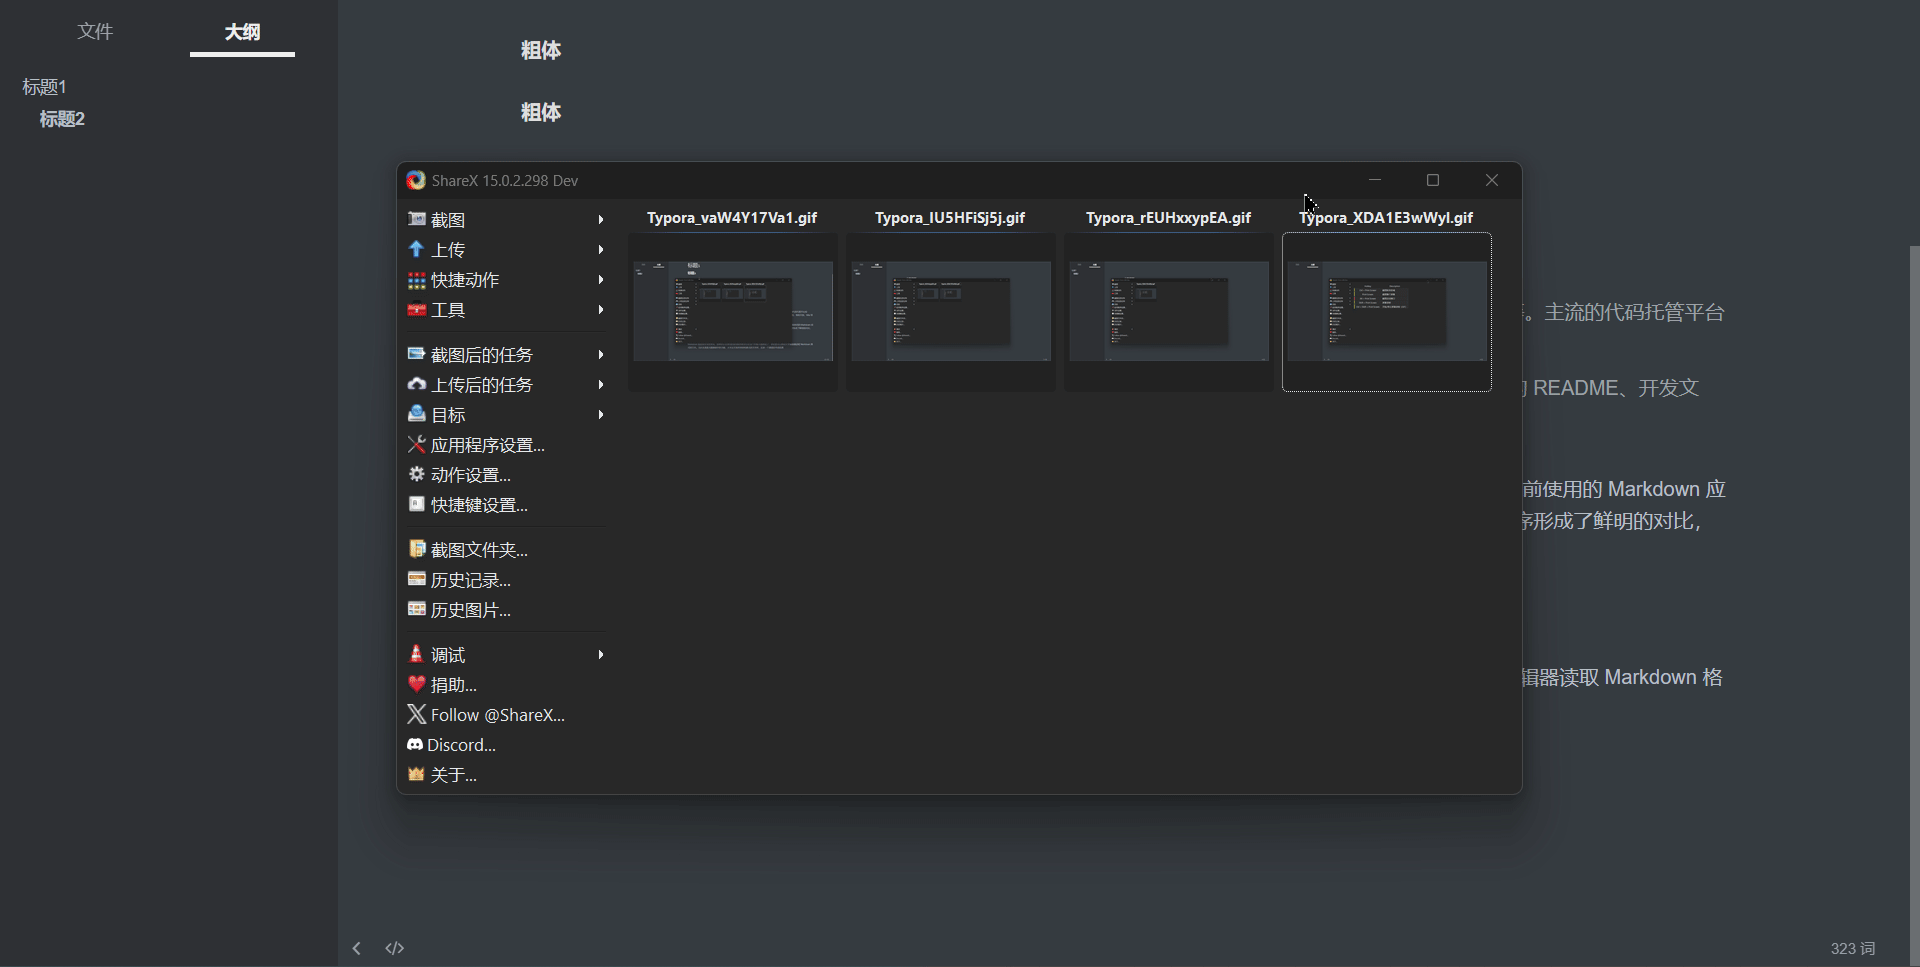 文件
大纲
标题1
标题2
粗体
粗体
ShareX 15.0.2.298 Dev
截图
上传
快捷动作
工具
截图后的任务
上传后的任务
目标
应用程序设置...
动作设置...
快捷键设置...
截图文件夹...
历史记录...
历史图片...
调试
捐助...
Follow @ShareX...
Discord...
关于...
Typora_vaW4Y17Va1.gif
Typora_IU5HFiSj5j.gif
Typora_rEUHxxypEA.gif
Typora_XDA1E3wWyl.gif
。主流的代码托管平台
README、开发文
前使用的 Markdown 应
形成了鲜明的对比，
辑器读取 Markdown 格
323 词